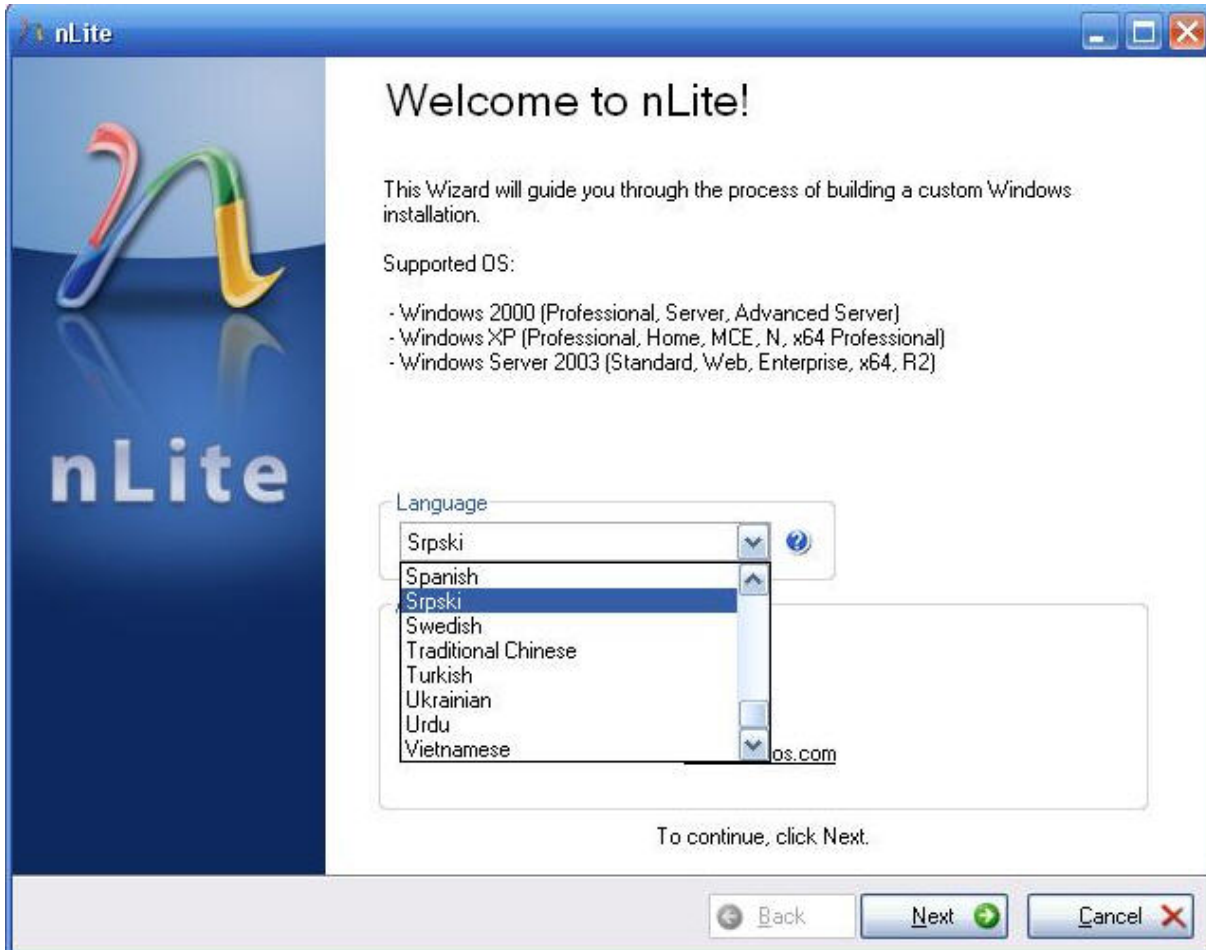 nLite
Welcome to nLite!
This Wizard will guide you through the process of building a custom Windows
installation.
Supported OS:
- Windows 2000 (Professional, Server, Advanced Server)
- Windows XP (Professional, Home, MCE, N, x64 Professional)
- Windows Server 2003 (Standard, Web, Enterprise, x64, R2)
nLite
Language
Srpski
Spanish
Srpski
Swedish
Traditional Chinese
Turkish
Ukrainian
Urdu
Vietnamese
os.com
To continue, click Next.
Back
Next
Cancel